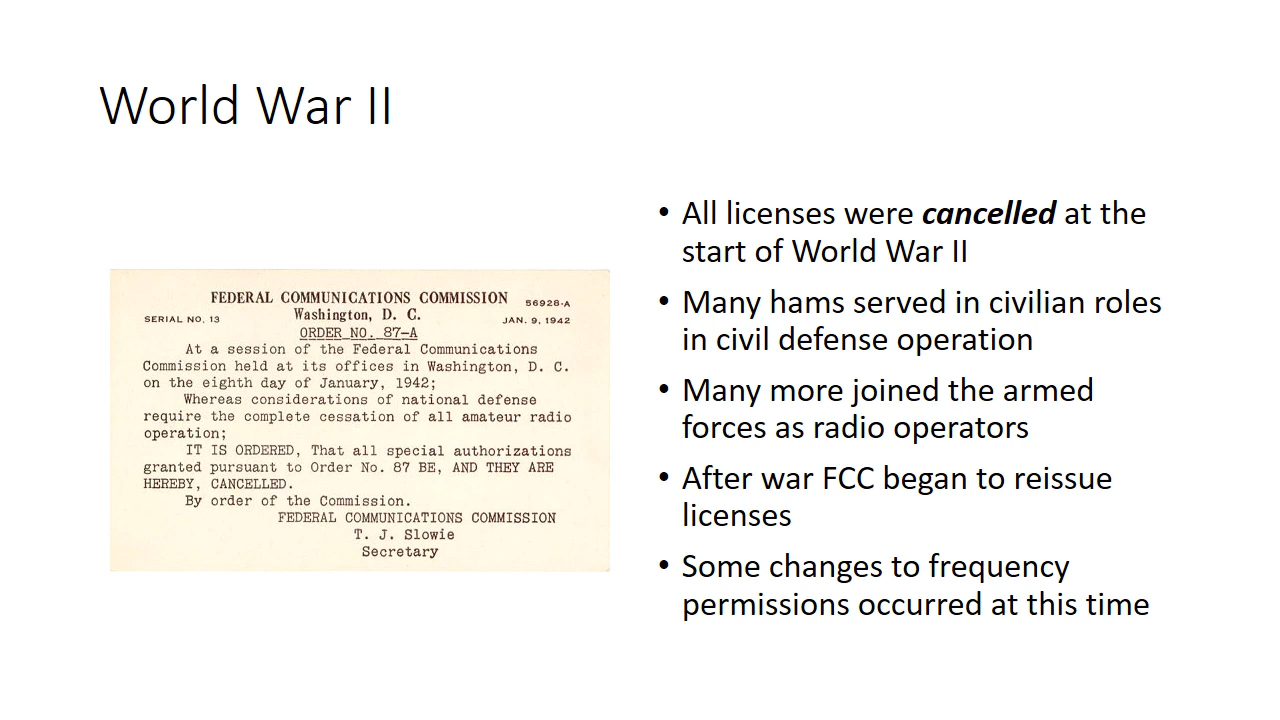 World War II
FEDERAL COMMUNICATIONS COMMISSION
56928-A
SERIAL NO. 13
Washington, D. C.
JAN. 9, 1942
ORDER NO. 87-A
At a session of the Federal Communications
Commission held at its offices in Washington, D. C.
on the eighth day of January, 1942;
Whereas considerations of national defense
require the complete cessation of all amateur radio
operation;
IT IS ORDERED, That all special authorizations
granted pursuant to Order No. 87 BE, AND THEY ARE
HEREBY, CANCELLED.
By order of the Commission.
FEDERAL COMMUNICATIONS COMMISSION
T. J. Slowie
Secretary
• All licenses were cancelled at the
start of World War II
• Many hams served in civilian roles
in civil defense operation
• Many more joined the armed
forces as radio operators
• After war FCC began to reissue
licenses
• Some changes to frequency
permissions occurred at this time